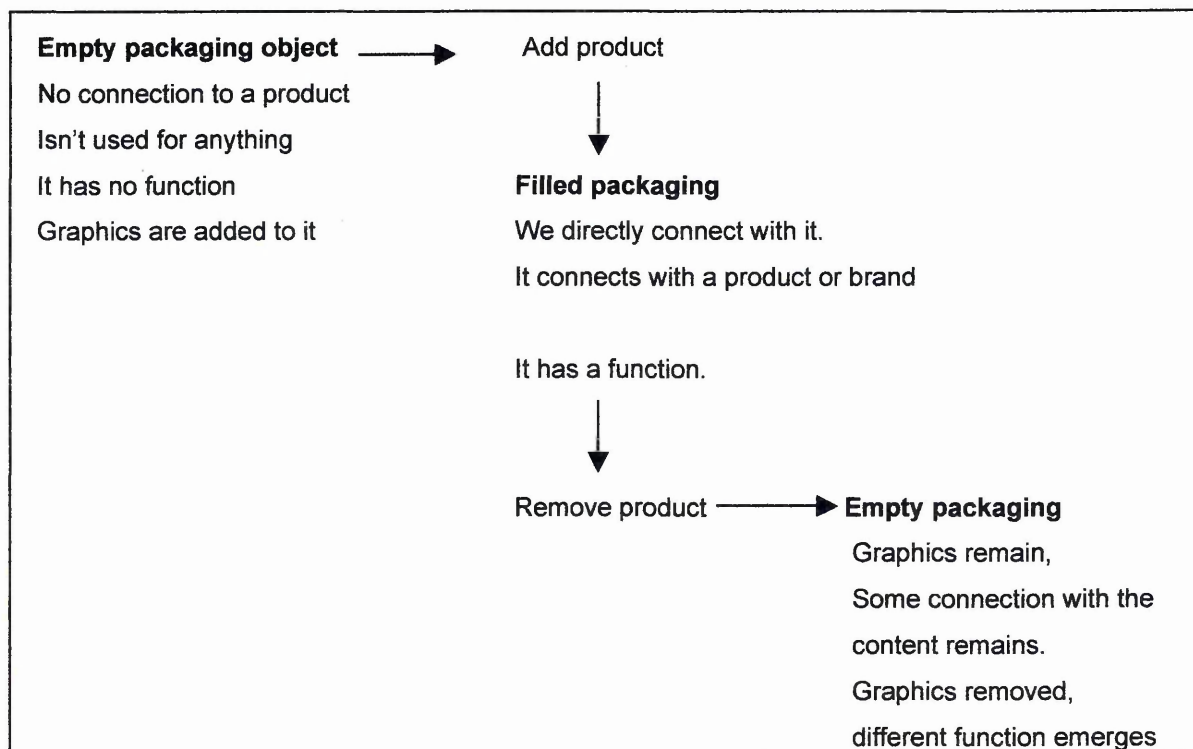 Empty packaging object
No connection to a product
Isn't used for anything
It has no function
Graphics are added to it
Add product
Filled packaging
We directly connect with it.
It connects with a product or brand
It has a function.
Remove product
Empty packaging
Graphics remain,
Some connection with the
content remains.
Graphics removed,
different function emerges